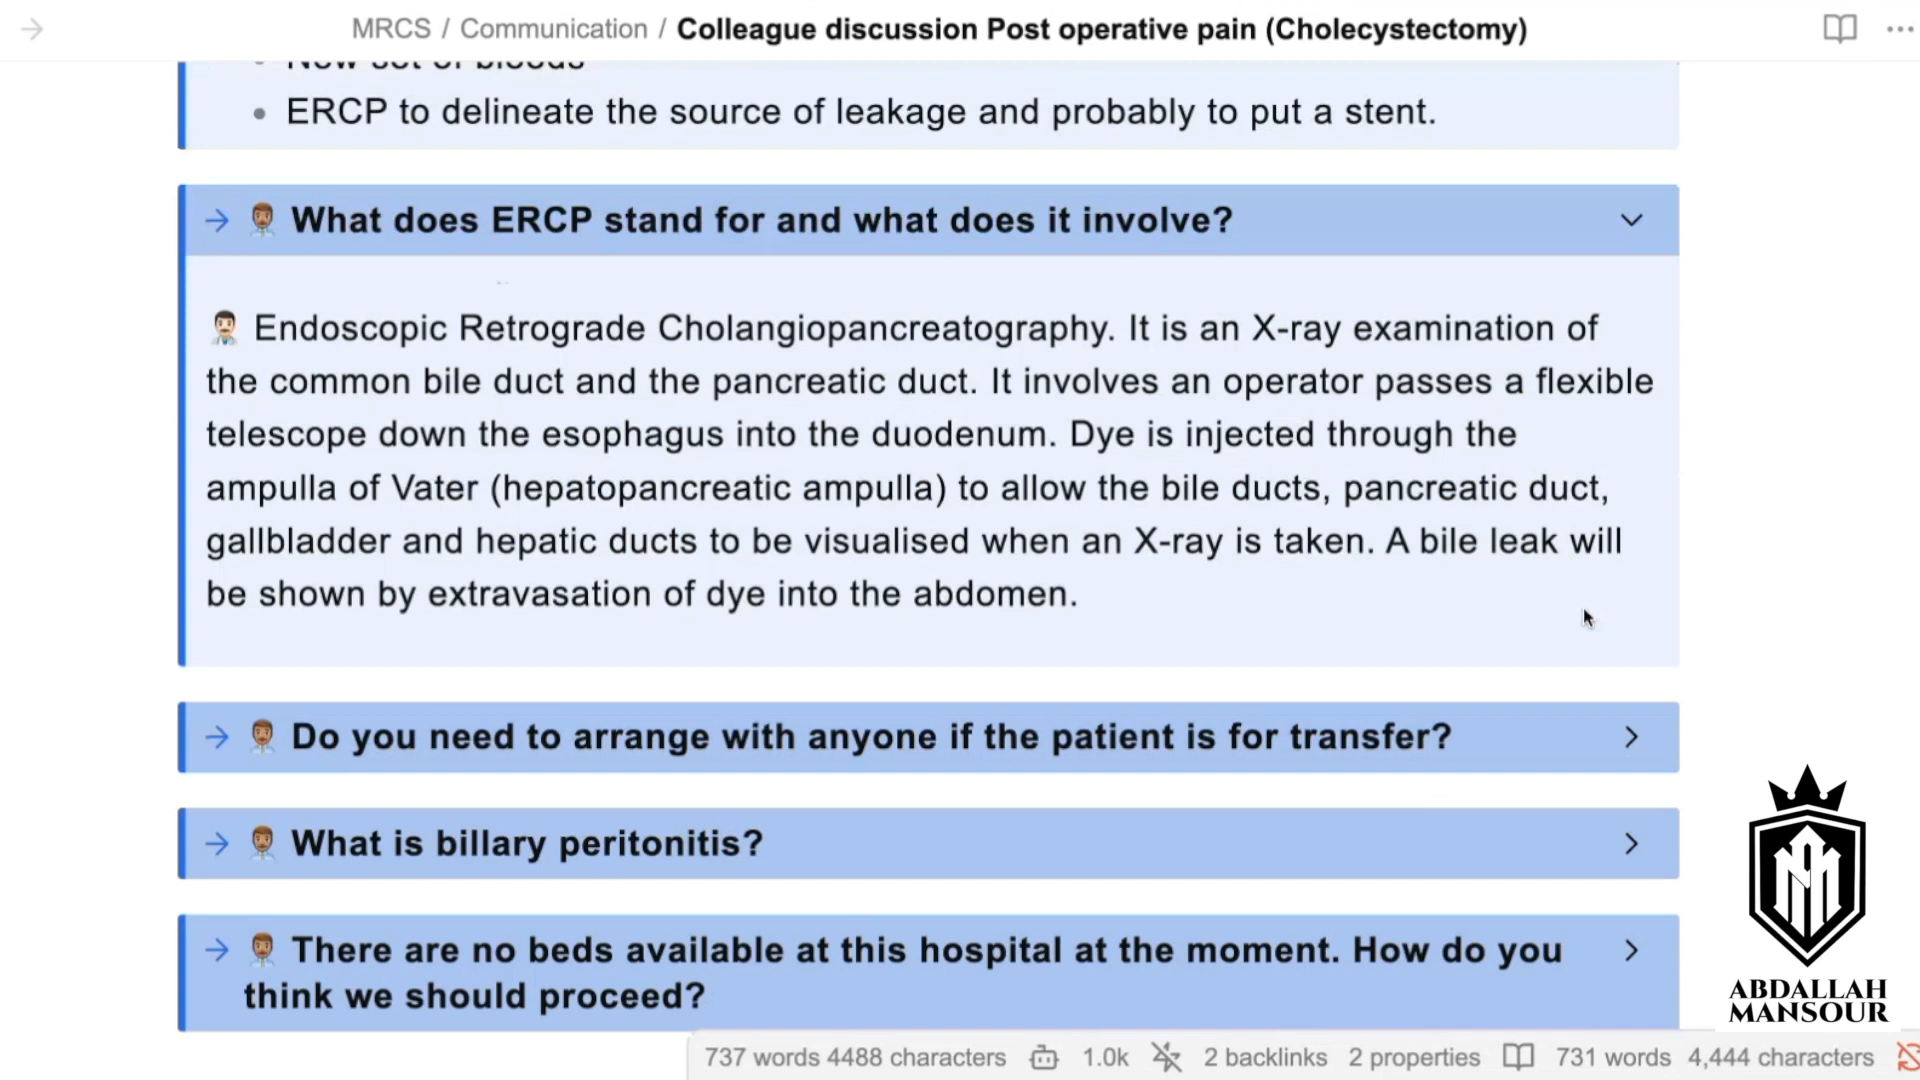 MRCS / Communication / Colleague discussion Post operative pain (Cholecystectomy)
New set of bloods
ERCP to delineate the source of leakage and probably to put a stent.
What does ERCP stand for and what does it involve?
Endoscopic Retrograde Cholangiopancreatography. It is an X-ray examination of
the common bile duct and the pancreatic duct. It involves an operator passes a flexible
telescope down the esophagus into the duodenum. Dye is injected through the
ampulla of Vater (hepatopancreatic ampulla) to allow the bile ducts, pancreatic duct,
gallbladder and hepatic ducts to be visualised when an X-ray is taken. A bile leak will
be shown by extravasation of dye into the abdomen.
Do you need to arrange with anyone if the patient is for transfer?
What is billary peritonitis?
There are no beds available at this hospital at the moment. How do you
think we should proceed?
ABDALLAH
MANSOUR
737 words 4488 characters 1.0k 2 backlinks 2 properties 731 words 4,444 characters